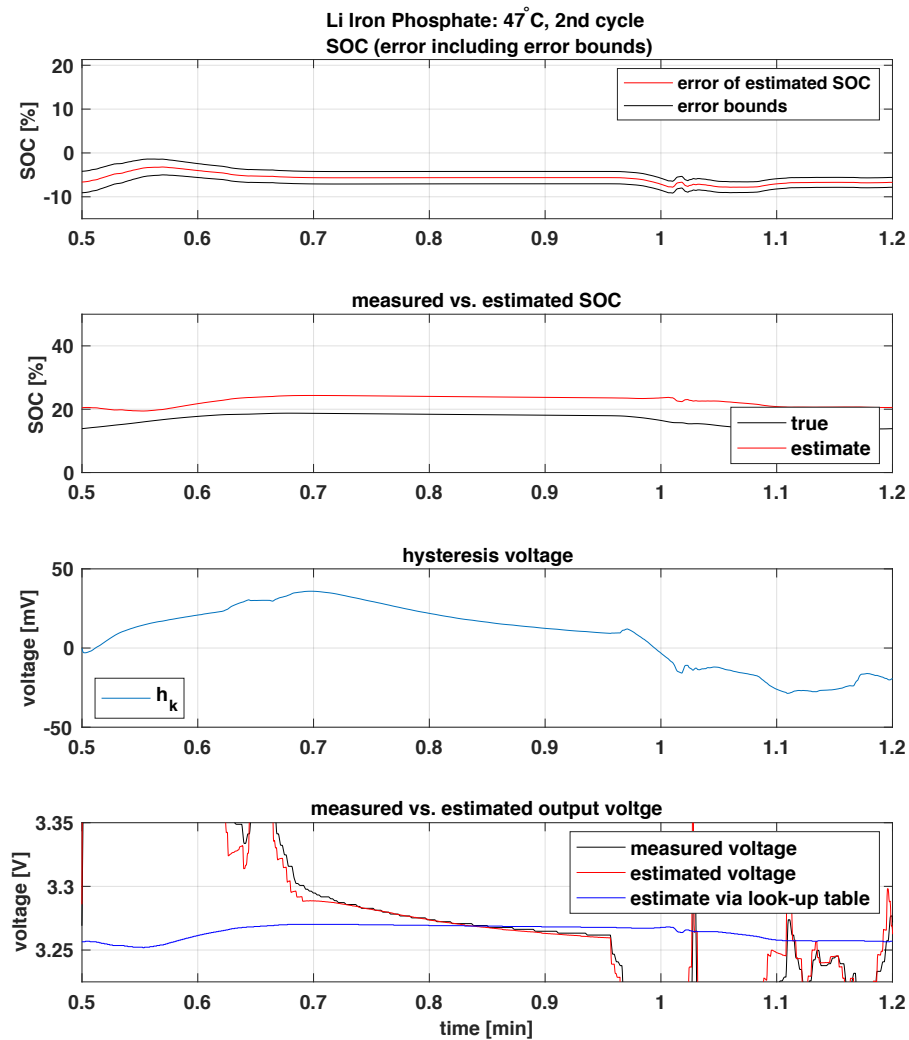 Li Iron Phosphate: 47°C, 2nd cycle
SOC (error including error bounds)
20
10
0
-10
SOC [%]
error of estimated SOC
error bounds
0.5 0.6 0.7 0.8 0.9 1 1.1 1.2
measured vs. estimated SOC
40
20
0
SOC [%]
true
estimate
0.5 0.6 0.7 0.8 0.9 1 1.1 1.2
hysteresis voltage
50
0
-50
voltage [mV]
h_k
0.5 0.6 0.7 0.8 0.9 1 1.1 1.2
measured vs. estimated output voltge
3.35
3.3
3.25
voltage [V]
measured voltage
estimated voltage
estimate via look-up table
0.5 0.6 0.7 0.8 0.9 1 1.1 1.2
time [min]